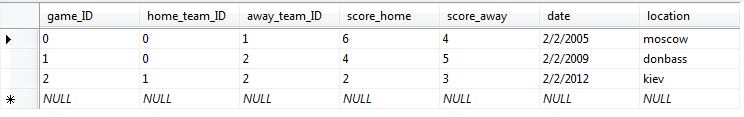 game_ID home_team_ID away_team_ID score_home score_away date location
0 0 1 6 4 2/2/2005 moscow
1 0 2 4 5 2/2/2009 donbass
2 1 2 2 3 2/2/2012 kiev
NULL NULL NULL NULL NULL NULL NULL